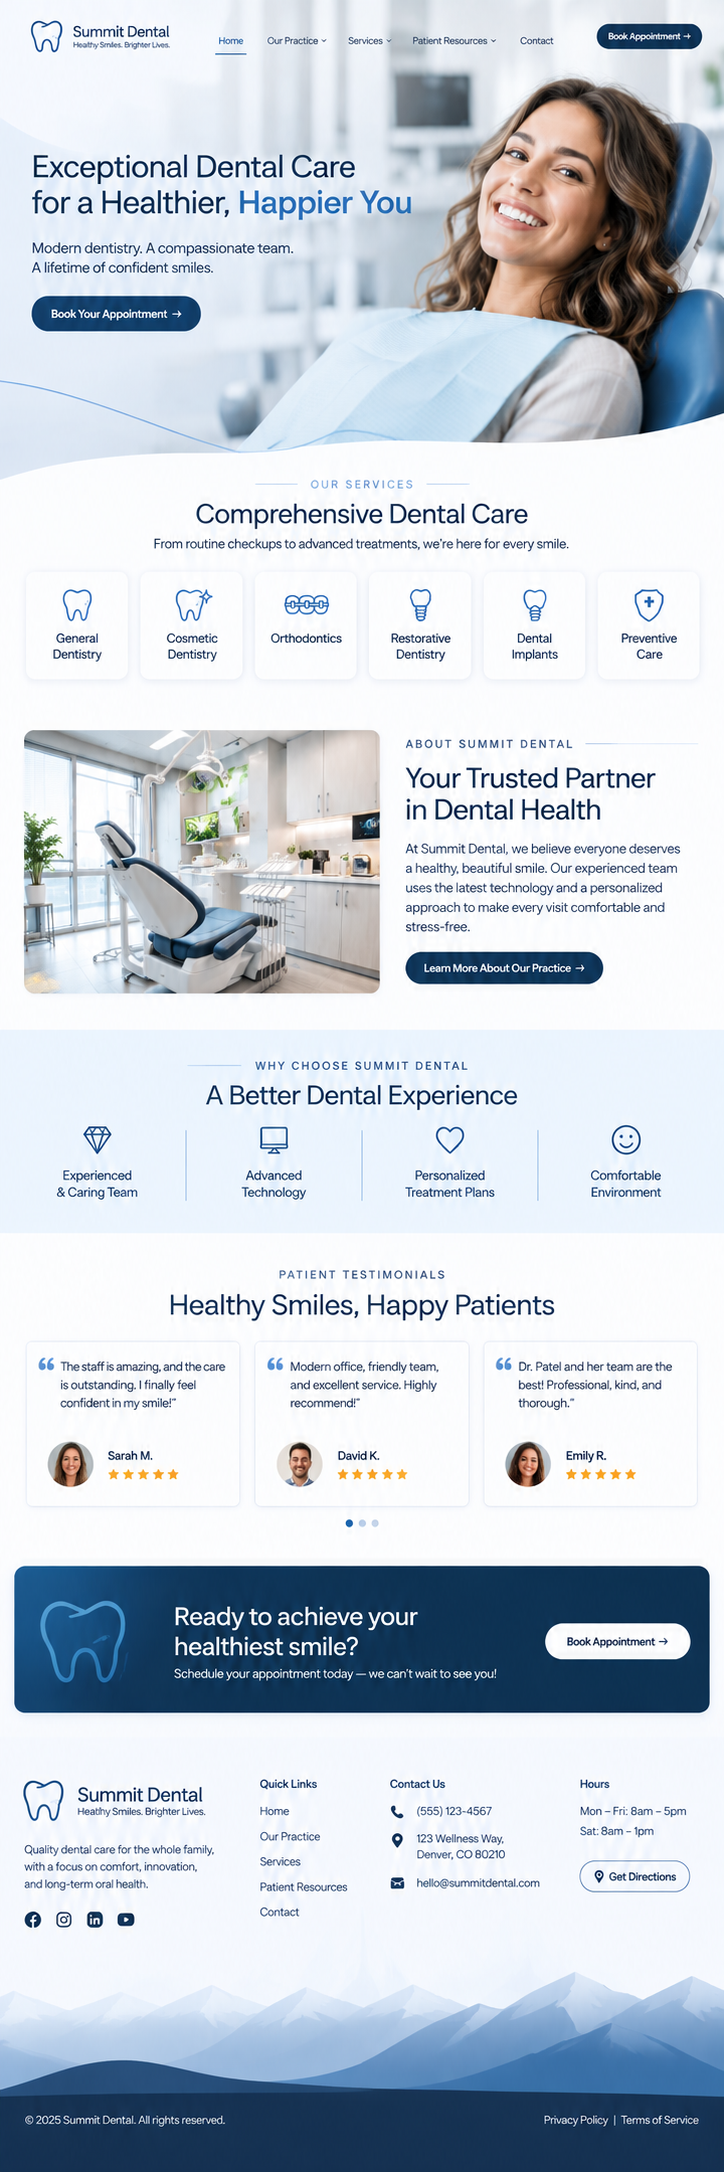 Summit Dental
Healthy Smiles. Brighter Lives.
Home
Our Practice
Services
Patient Resources
Contact
Book Appointment →
Exceptional Dental Care
for a Healthier, Happier You
Modern dentistry. A compassionate team.
A lifetime of confident smiles.
Book Your Appointment →
OUR SERVICES
Comprehensive Dental Care
From routine checkups to advanced treatments, we're here for every smile.
General
Dentistry
Cosmetic
Dentistry
Orthodontics
Restorative
Dentistry
Dental
Implants
Preventive
Care
ABOUT SUMMIT DENTAL
Your Trusted Partner
in Dental Health
At Summit Dental, we believe everyone deserves
a healthy, beautiful smile. Our experienced team
uses the latest technology and a personalized
approach to make every visit comfortable and
stress-free.
Learn More About Our Practice →
WHY CHOOSE SUMMIT DENTAL
A Better Dental Experience
Experienced
& Caring Team
Advanced
Technology
Personalized
Treatment Plans
Comfortable
Environment
PATIENT TESTIMONIALS
Healthy Smiles, Happy Patients
“ The staff is amazing, and the care
is outstanding. I finally feel
confident in my smile!”
Sarah M.
“ Modern office, friendly team,
and excellent service. Highly
recommend!”
David K.
“ Dr. Patel and her team are the
best! Professional, kind, and
thorough.”
Emily R.
Ready to achieve your
healthiest smile?
Schedule your appointment today — we can't wait to see you!
Book Appointment →
Summit Dental
Healthy Smiles. Brighter Lives.
Quality dental care for the whole family,
with a focus on comfort, innovation,
and long-term oral health.
Quick Links
Home
Our Practice
Services
Patient Resources
Contact
Contact Us
(555) 123-4567
123 Wellness Way,
Denver, CO 80210
hello@summitdental.com
Hours
Mon – Fri: 8am – 5pm
Sat: 8am – 1pm
Get Directions
© 2025 Summit Dental. All rights reserved.
Privacy Policy | Terms of Service